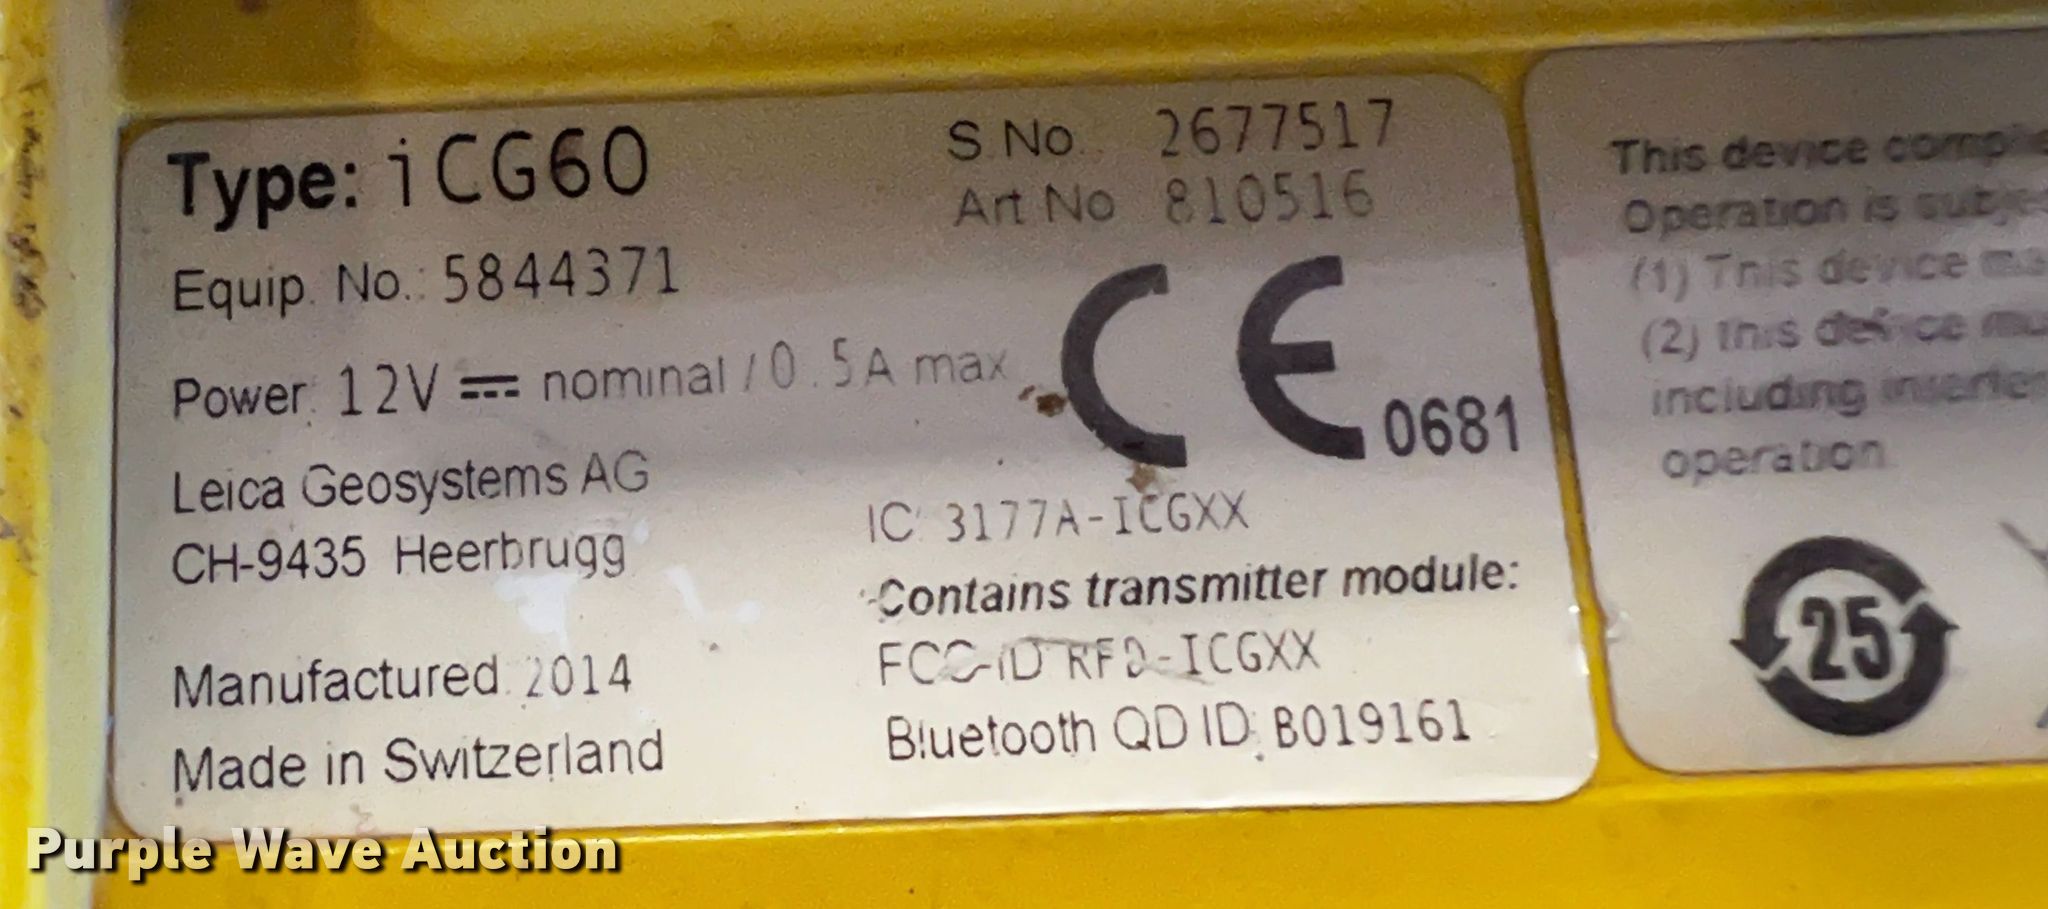 Type: iCG60
Equip. No.: 5844371
Power: 12V nominal / 0.5A max
Leica Geosystems AG
CH-9435 Heerbrugg
Manufactured: 2014
Made in Switzerland
S.No.: 2677517
Art.No. 810516
CE 0681
IC: 3177A-ICGXX
Contains transmitter module:
FCC-ID RFD-ICGXX
Bluetooth QD ID: B019161
This device
Operation is
(1) This device
(2) this device
including
operation.
25
Purple Wave Auction